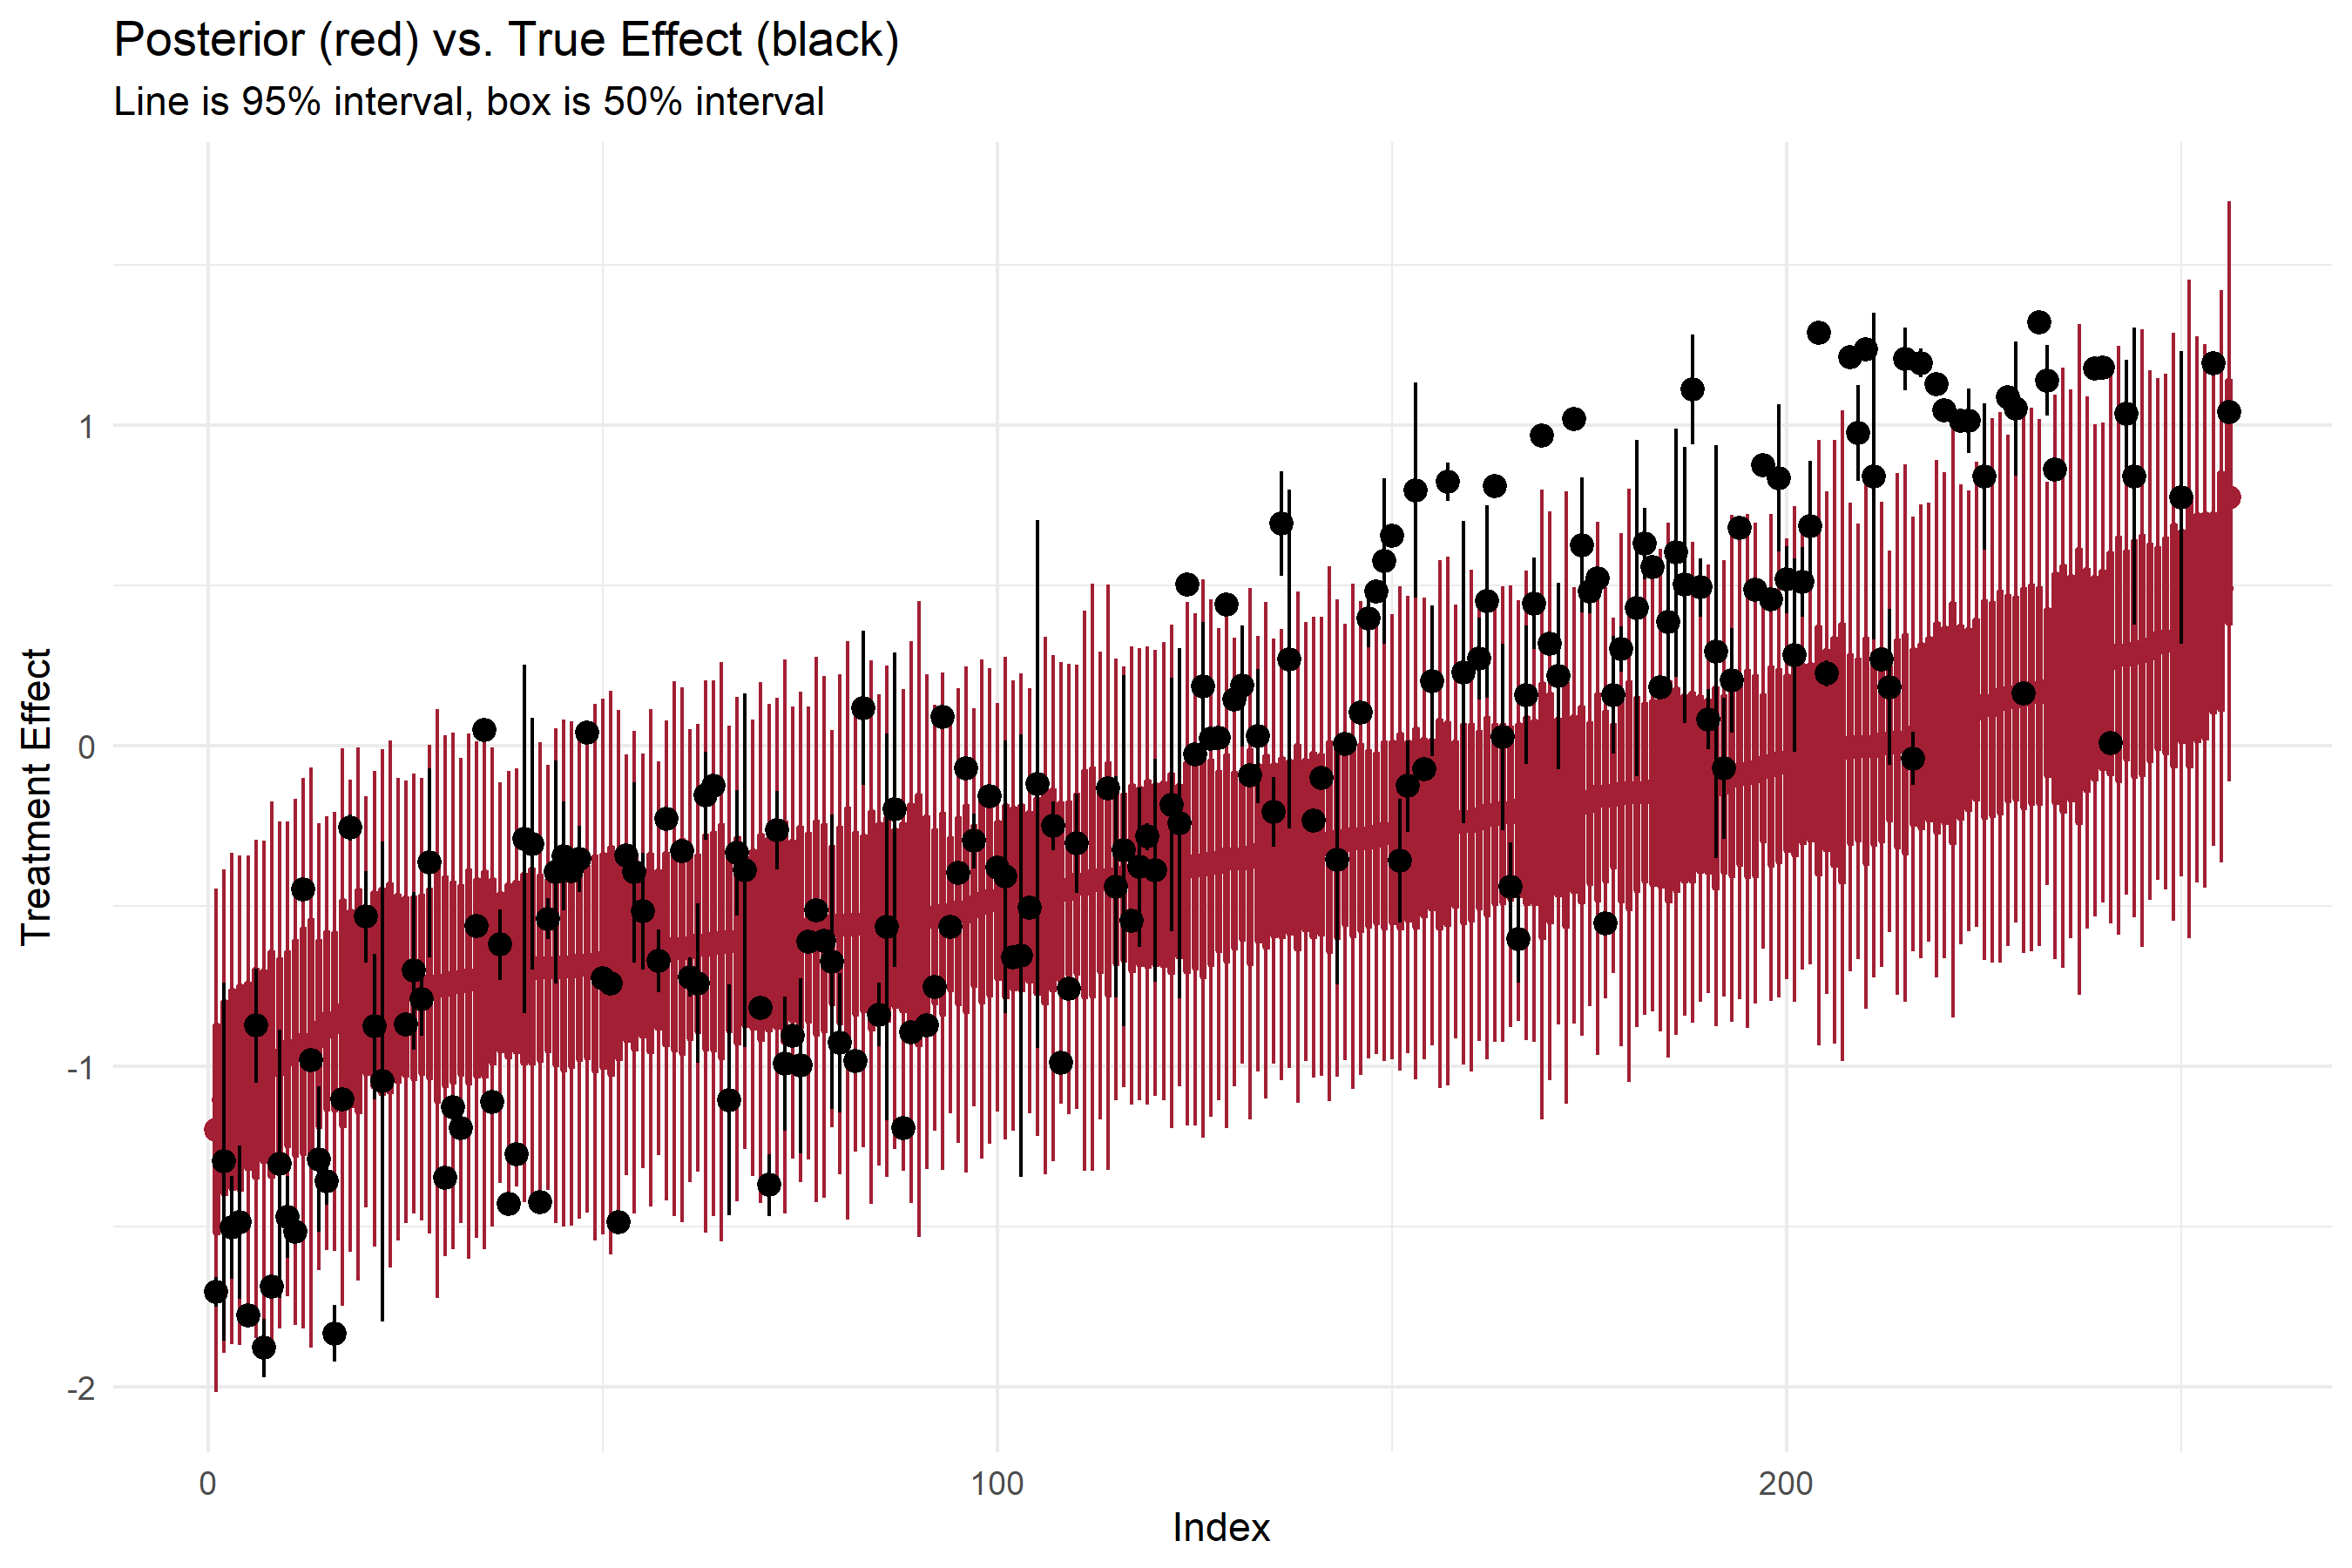 Posterior (red) vs. True Effect (black)
Line is 95% interval, box is 50% interval
Treatment Effect
1
0
-1
-2
0
100
200
Index